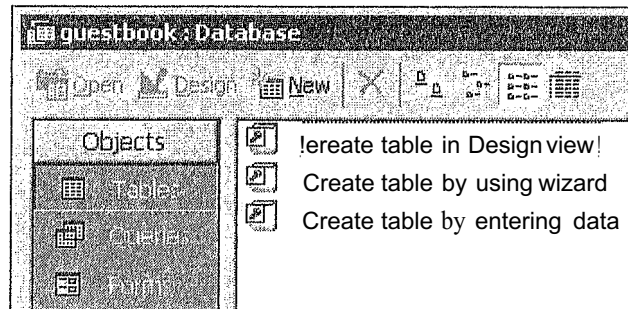 guestbook : Database
Open Design New
Objects
!ereate table in Design view!
Tables
Create table by using wizard
Queries
Create table by entering data
Forms